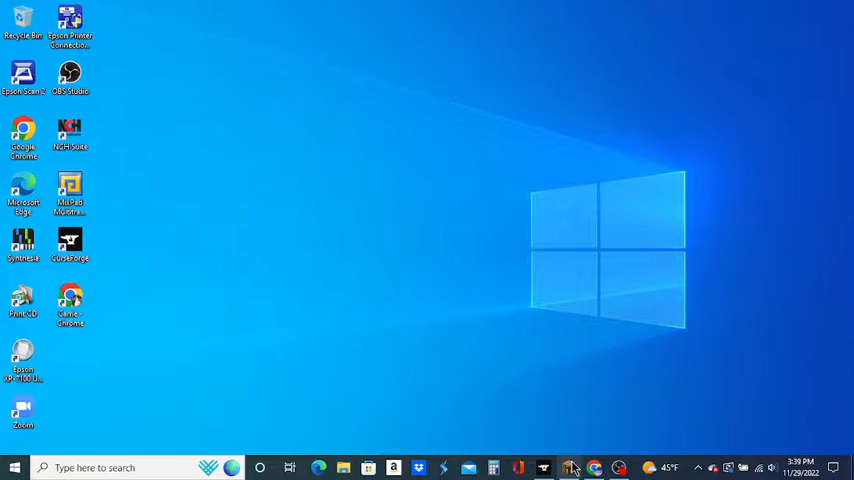 Recycle Bin
Epson Printer
Connectio...
Epson Scan 2
OBS Studio
Google
Chrome
NCH Suite
Microsoft
Edge
MixPad
Multitra...
Synthesia
CurseForge
Print CD
Game -
Chrome
Epson
XP-7100 U...
Zoom
Type here to search
45°F
3:39 PM
11/29/2022